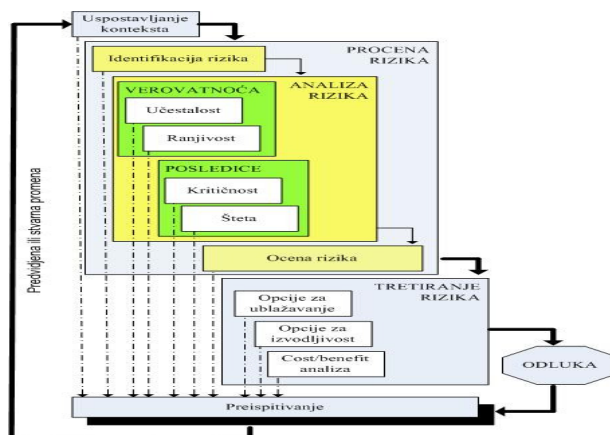 Uspostavljanje
konteksta
PROCENA
RIZIKA
Identifikacija rizika
ANALIZA
RIZIKA
VEROVATNOĆA
Učestalost
Ranjivost
POSLEDICE
Kritičnost
Šteta
Ocena rizika
TRETIRANJE
RIZIKA
Opcije za
ublažavanje
Opcije za
izvodljivost
Cost/benefit
analiza
ODLUKA
Preispitivanje
Predvidjena ili stvarna promena